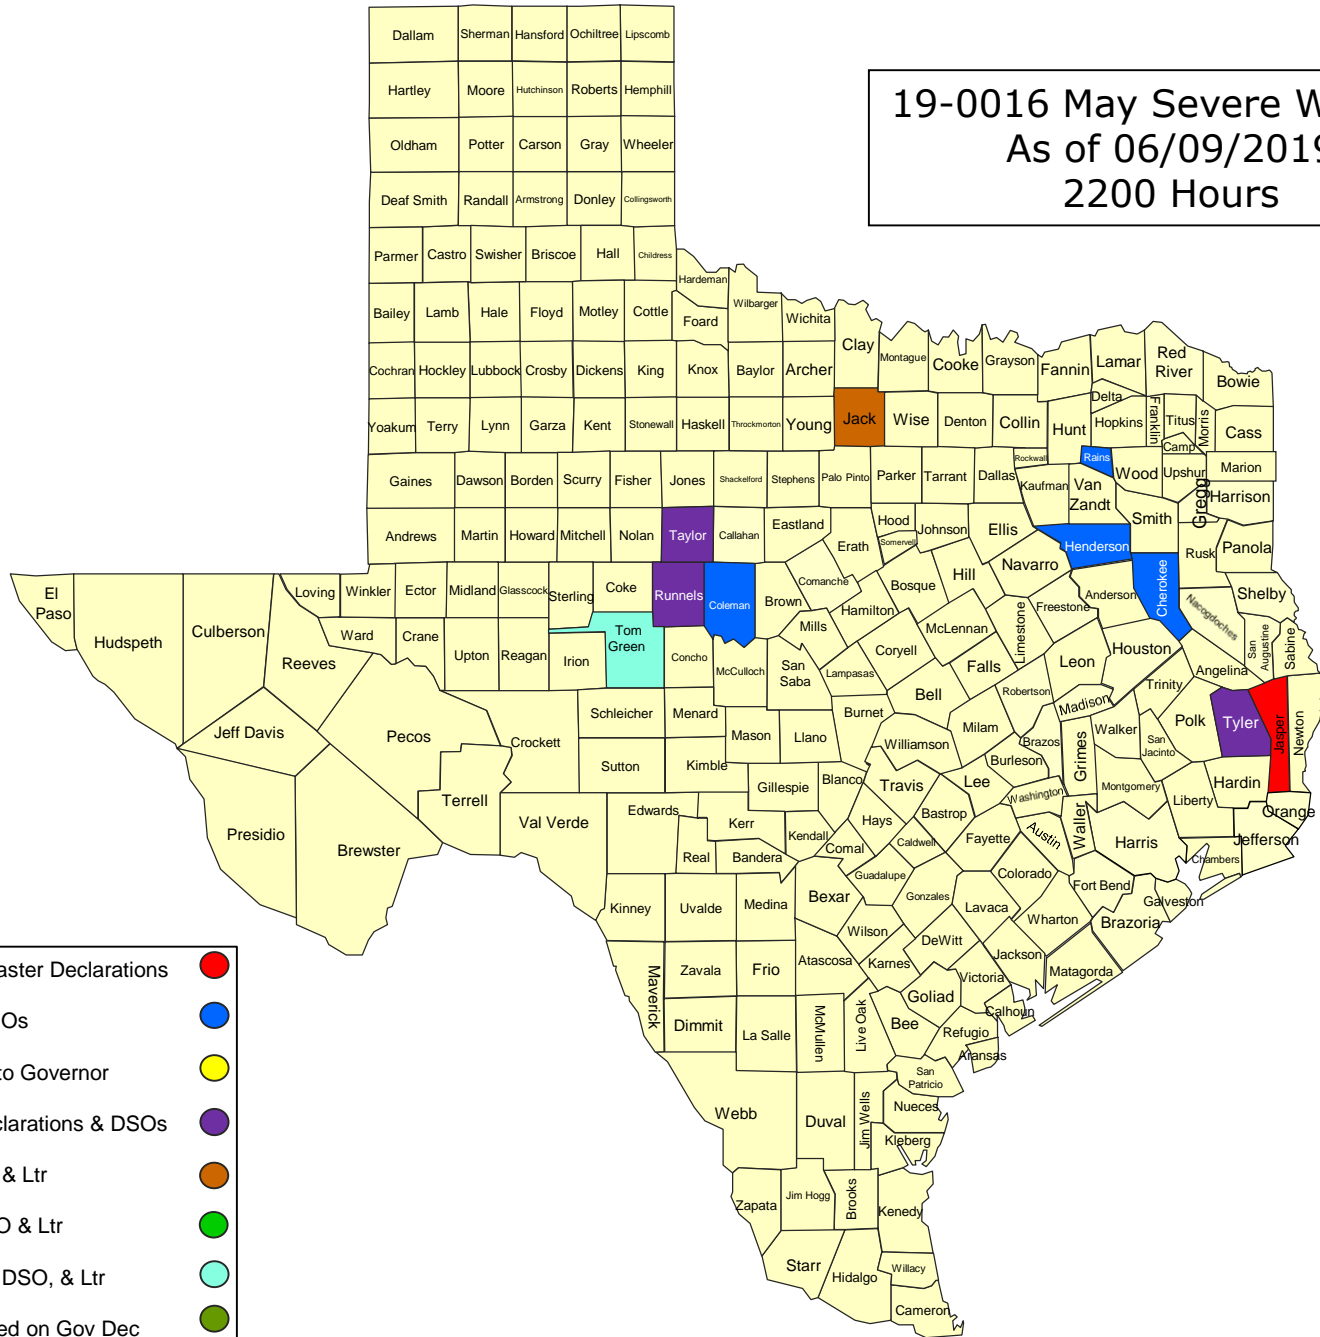 Dallam Sherman Hansford Ochiltree Lipscomb
Hartley Moore Hutchinson Roberts Hemphill
19-0016 May Severe W
As of 06/09/2019
2200 Hours
Oldham Potter Carson Gray Wheeler
Deaf Smith Randall Armstrong Donley Collingsworth
Parmer Castro Swisher Briscoe Hall Childress
Hardeman
Bailey Lamb Hale Floyd Motley Cottle Foard Wilbarger Wichita
Clay Montague Cooke Grayson Fannin Lamar Red River Bowie
Cochran Hockley Lubbock Crosby Dickens King Knox Baylor Archer
Delta
Yoakum Terry Lynn Garza Kent Stonewall Haskell Throckmorton Young Jack Wise Denton Collin Hunt Hopkins Franklin Titus Morris Cass
Camp
Rockwall Rains
Gaines Dawson Borden Scurry Fisher Jones Shackelford Stephens Palo Pinto Parker Tarrant Dallas Kaufman Van Zandt Wood Upshur Marion
Gregg Harrison
Andrews Martin Howard Mitchell Nolan Taylor Callahan Eastland Erath Hood Somervell Johnson Ellis Henderson Smith Rusk Panola
El Paso Hudspeth Culberson Loving Winkler Ector Midland Glasscock Sterling Coke Runnels Coleman Brown Comanche Bosque Hill Navarro Anderson Cherokee Nacogdoches Shelby
Hamilton McLennan Limestone Freestone
Reeves Ward Crane Upton Reagan Irion Tom Green Concho McCulloch Mills San Saba Lampasas Coryell Falls Leon Houston Angelina San Augustine Sabine
Jeff Davis Pecos Crockett Schleicher Menard Mason Llano Burnet Bell Milam Robertson Madison Trinity Polk Tyler Jasper Newton
Williamson Brazos Grimes Walker San Jacinto
Sutton Kimble Burleson
Presidio Brewster Terrell Val Verde Edwards Gillespie Blanco Travis Lee Washington Montgomery Liberty Hardin Orange
Kerr Kendall Hays Bastrop Waller
Real Bandera Comal Caldwell Fayette Austin Harris Jefferson Chambers
Kinney Uvalde Medina Bexar Guadalupe Gonzales Colorado Fort Bend Galveston
Lavaca Wharton Brazoria
Wilson DeWitt Jackson Matagorda
Maverick Zavala Frio Atascosa Karnes Victoria
Goliad Calhoun
Dimmit La Salle McMullen Live Oak Bee Refugio Aransas
San Patricio
Webb Duval Jim Wells Nueces
Kleberg
Zapata Jim Hogg Brooks Kenedy
Starr Hidalgo Willacy
Cameron
aster Declarations
Os
to Governor
clarations & DSOs
& Ltr
O & Ltr
DSO, & Ltr
ed on Gov Dec